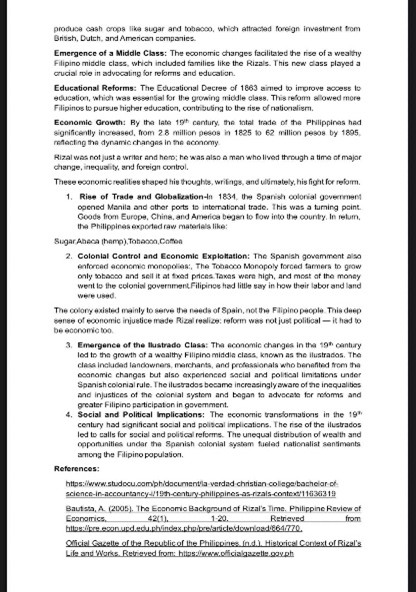 produce cash crops like sugar and tobacco, which attracted foreign investment from
British, Dutch, and American companies.
Emergence of a Middle Class: The economic changes facilitated the rise of a wealthy
Filipino middle class, which included families like the Rizals. This new class played a
crucial role in advocating for reforms and education.
Educational Reforms: The Educational Decree of 1863 aimed to improve access to
education, which was essential for the growing middle class. This reform allowed more
Filipinos to pursue higher education, contributing to the rise of nationalism.
Economic Growth: By the late 19th century, the total trade of the Philippines had
significantly increased, from 2.8 million pesos in 1825 to 62 million pesos by 1895,
reflecting the dynamic changes in the economy.
Rizal was not just a writer and hero; he was also a man who lived through a time of major
change, inequality, and foreign control.
These economic realities shaped his thoughts, writings, and ultimately, his fight for reform.
1. Rise of Trade and Globalization-In 1834, the Spanish colonial government
opened Manila and other ports to international trade. This was a turning point.
Goods from Europe, China, and America began to flow into the country. In return,
the Philippines exported raw materials like:
Sugar,Abaca (hemp),Tobacco,Coffee
2. Colonial Control and Economic Exploitation: The Spanish government also
enforced economic monopolies:, The Tobacco Monopoly forced farmers to grow
only tobacco and sell it at fixed prices.Taxes were high, and most of the money
went to the colonial government,Filipinos had little say in how their labor and land
were used.
The colony existed mainly to serve the needs of Spain, not the Filipino people. This deep
sense of economic injustice made Rizal realize: reform was not just political — it had to
be economic too.
3. Emergence of the Ilustrado Class: The economic changes in the 19th century
led to the growth of a wealthy Filipino middle class, known as the ilustrados. The
class included landowners, merchants, and professionals who benefited from the
economic changes but also experienced social and political limitations under
Spanish colonial rule. The ilustrados became increasingly aware of the inequalities
and injustices of the colonial system and began to advocate for reforms and
greater Filipino participation in government.
4. Social and Political Implications: The economic transformations in the 19th
century had significant social and political implications. The rise of the ilustrados
led to calls for social and political reforms. The unequal distribution of wealth and
opportunities under the Spanish colonial system fueled nationalist sentiments
among the Filipino population.
References:
https://www.studocu.com/ph/document/la-verdad-christian-college/bachelor-of-
science-in-accountancy-i/19th-century-philippines-as-rizals-context/11636319
Bautista, A. (2005). The Economic Background of Rizal's Time. Philippine Review of
Economics, 42(1), 1-20. Retrieved from
https://pre.econ.upd.edu.ph/index.php/pre/article/download/664/770.
Official Gazette of the Republic of the Philippines. (n.d.). Historical Context of Rizal's
Life and Works. Retrieved from: https://www.officialgazette.gov.ph